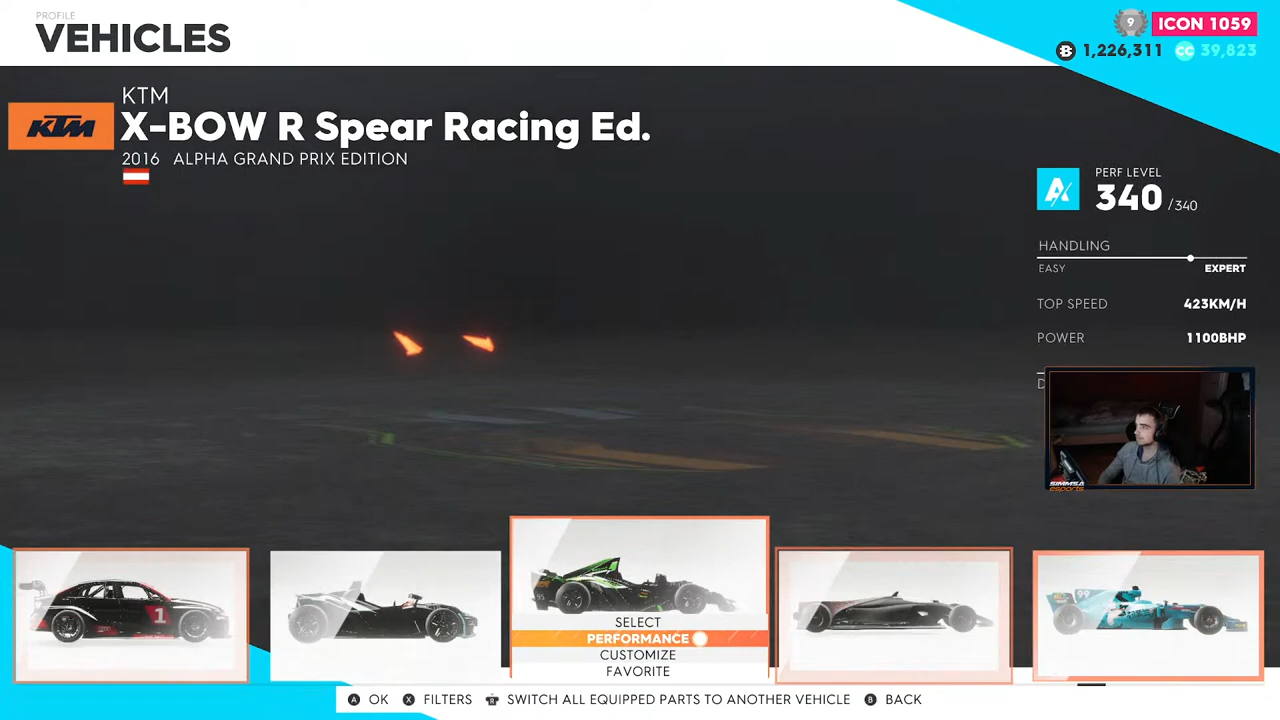 PROFILE
VEHICLES
9
ICON 1059
1,226,311
CC 39,823
KTM
KTM
X-BOW R Spear Racing Ed.
2016 ALPHA GRAND PRIX EDITION
PERF LEVEL
340 /340
HANDLING
EASY EXPERT
TOP SPEED 423KM/H
POWER 1100BHP
D
SIMMSA
esports
1
99
SELECT
PERFORMANCE
CUSTOMIZE
FAVORITE
A OK X FILTERS R SWITCH ALL EQUIPPED PARTS TO ANOTHER VEHICLE B BACK